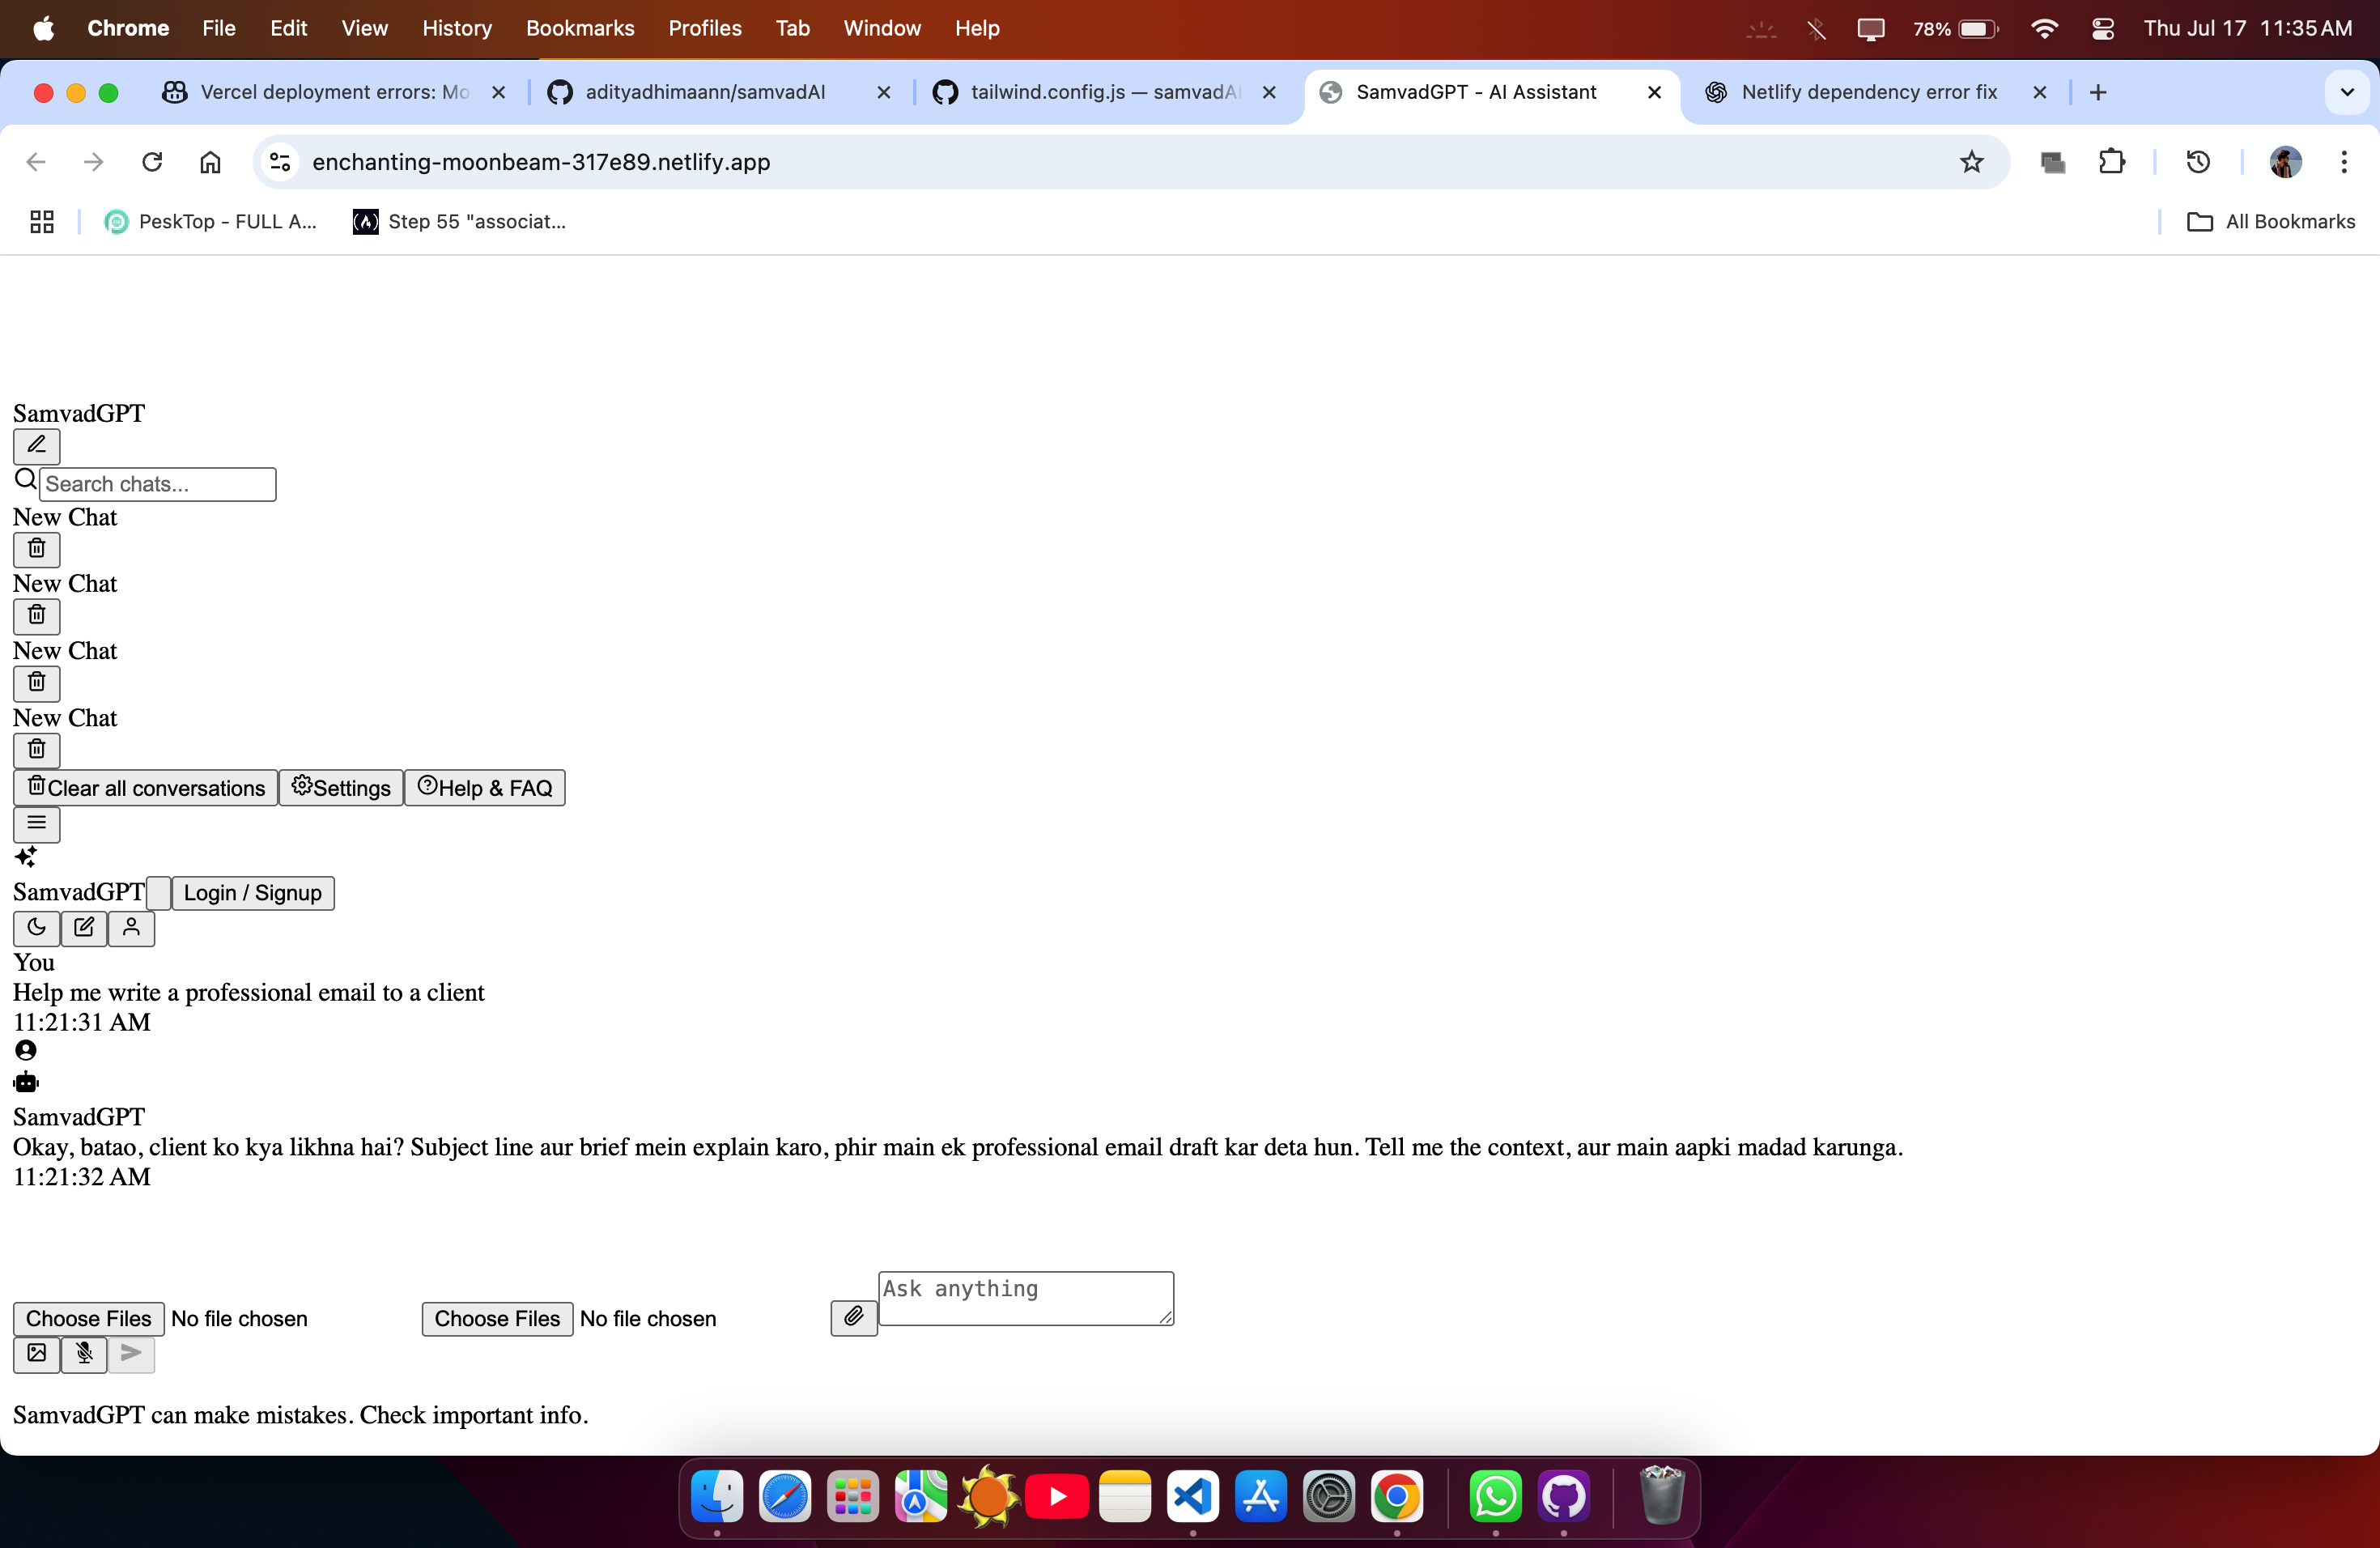 Chrome File Edit View History Bookmarks Profiles Tab Window Help 78% Thu Jul 17 11:35 AM
Vercel deployment errors: Mo adityadhimaann/samvadAI tailwind.config.js — samvadAI SamvadGPT - AI Assistant Netlify dependency error fix
enchanting-moonbeam-317e89.netlify.app
PeskTop - FULL A... (A) Step 55 "associat... All Bookmarks
SamvadGPT
Search chats...
New Chat
New Chat
New Chat
New Chat
Clear all conversations Settings Help & FAQ
SamvadGPT Login / Signup
You
Help me write a professional email to a client
11:21:31 AM
SamvadGPT
Okay, batao, client ko kya likhna hai? Subject line aur brief mein explain karo, phir main ek professional email draft kar deta hun. Tell me the context, aur main aapki madad karunga.
11:21:32 AM
Choose Files No file chosen Choose Files No file chosen Ask anything
SamvadGPT can make mistakes. Check important info.